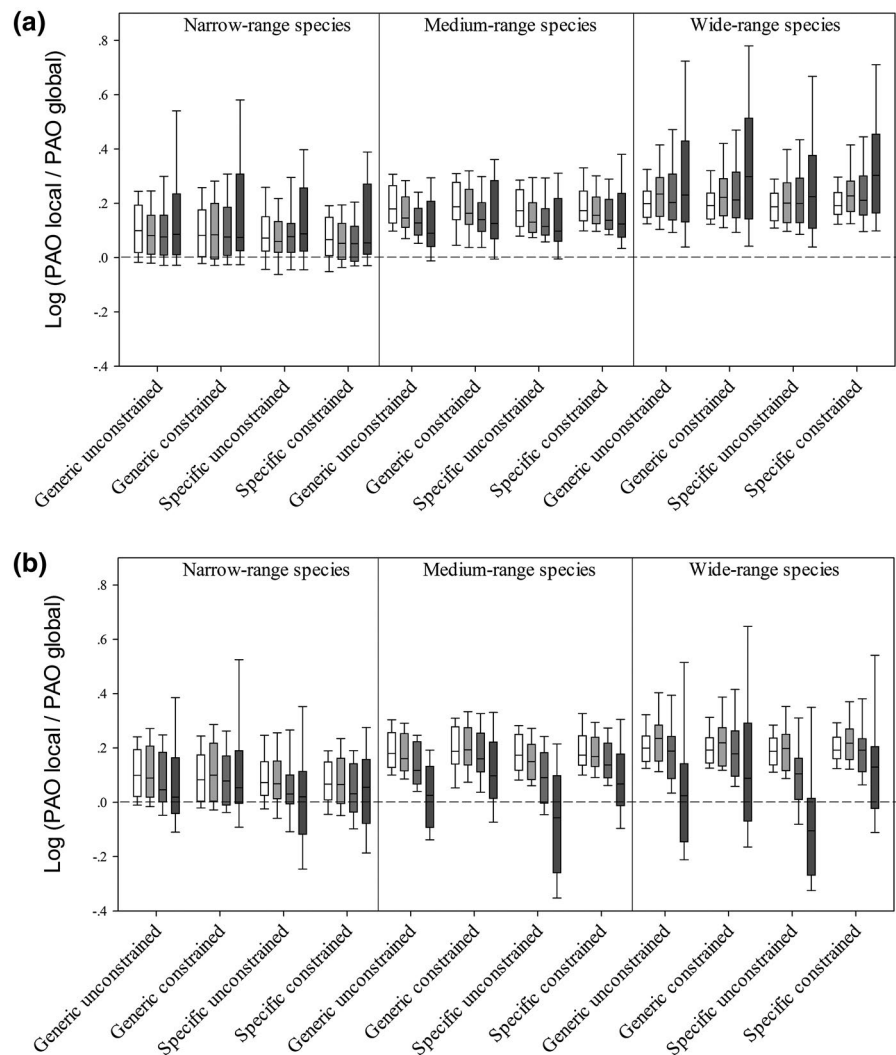 (a)
Narrow-range species
Medium-range species
Wide-range species
Log (PAO local / PAO global)
.8
.6
.4
.2
.0
-.2
-.4
Generic unconstrained
Generic constrained
Specific unconstrained
Specific constrained
Generic unconstrained
Generic constrained
Specific unconstrained
Specific constrained
Generic unconstrained
Generic constrained
Specific unconstrained
Specific constrained
(b)
Narrow-range species
Medium-range species
Wide-range species
Log (PAO local / PAO global)
.8
.6
.4
.2
.0
-.2
-.4
Generic unconstrained
Generic constrained
Specific unconstrained
Specific constrained
Generic unconstrained
Generic constrained
Specific unconstrained
Specific constrained
Generic unconstrained
Generic constrained
Specific unconstrained
Specific constrained